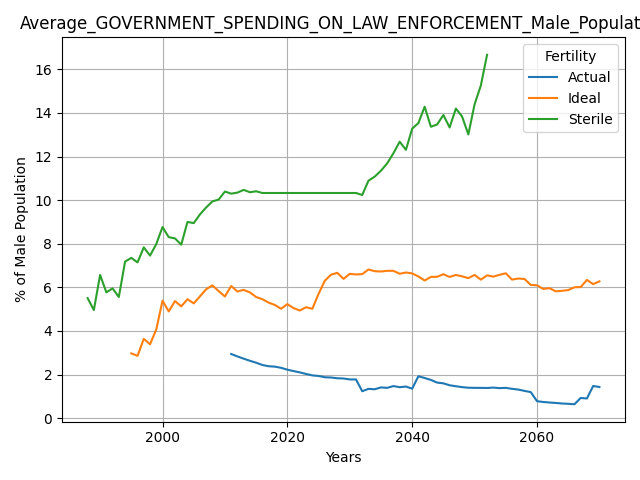 Average_GOVERNMENT_SPENDING_ON_LAW_ENFORCEMENT_Male_Populat
% of Male Population
16
14
12
10
8
6
4
2
0
2000 2020 2040 2060
Years
Fertility
Actual
Ideal
Sterile